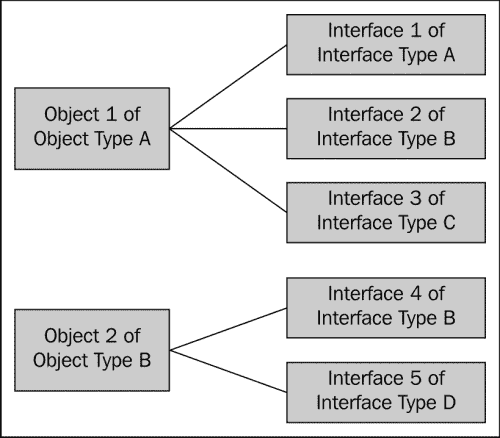 Object 1 of
Object Type A
Interface 1 of
Interface Type A
Interface 2 of
Interface Type B
Interface 3 of
Interface Type C
Object 2 of
Object Type B
Interface 4 of
Interface Type B
Interface 5 of
Interface Type D